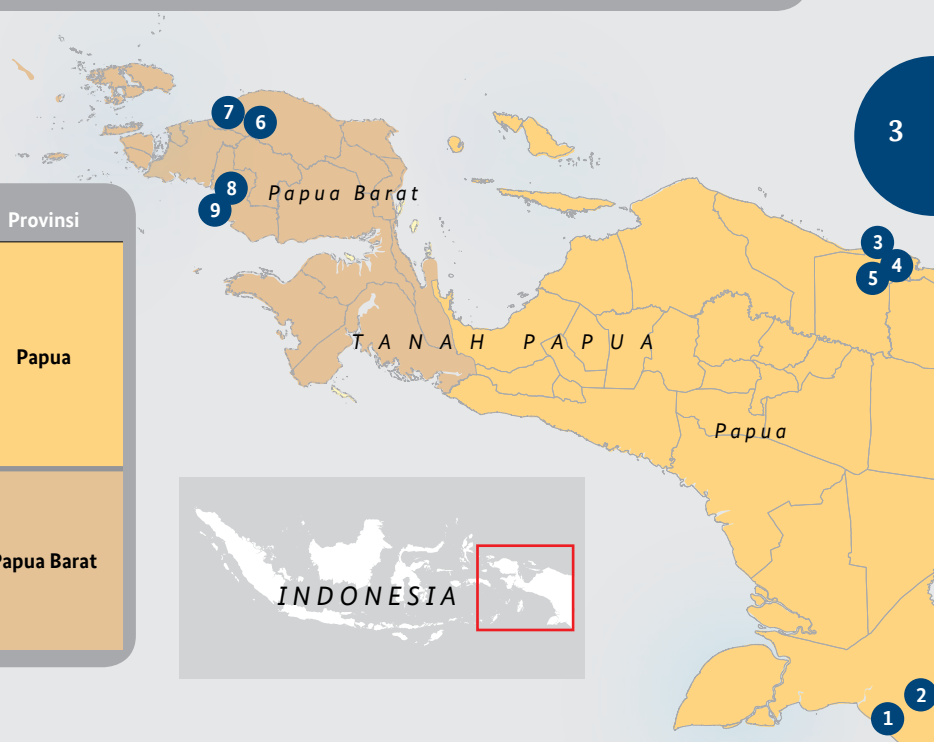 3
7
6
8
9
Papua Barat
Provinsi
3
4
5
TANAH PAPUA
Papua
Papua
INDONESIA
Papua Barat
2
1